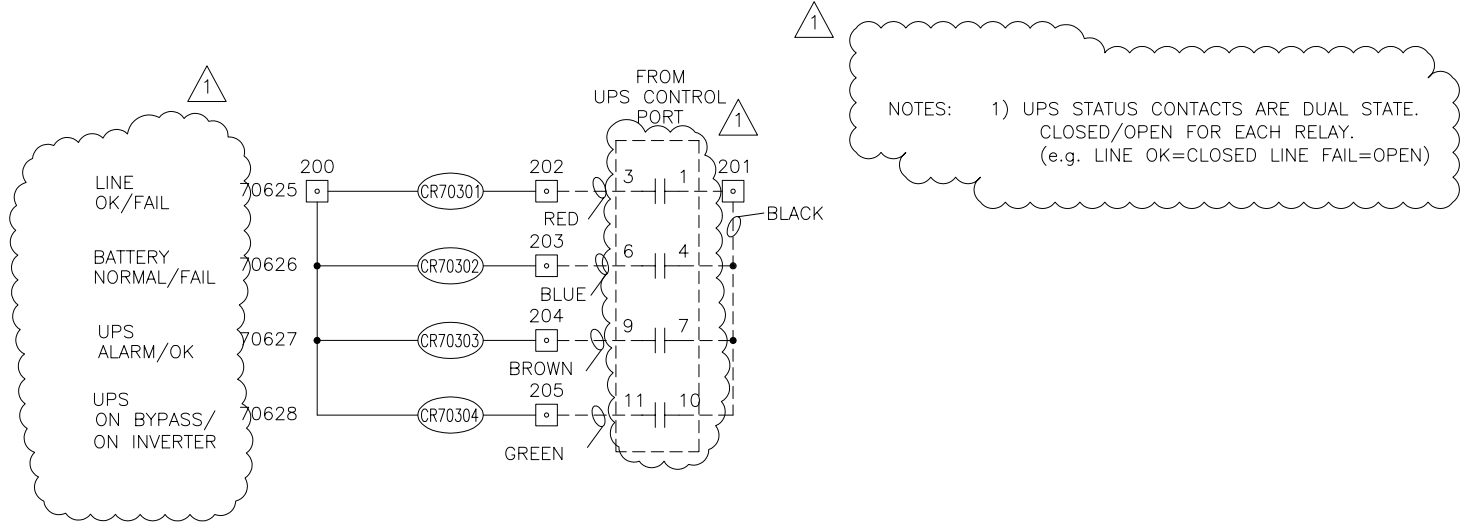 1
NOTES: 1) UPS STATUS CONTACTS ARE DUAL STATE.
CLOSED/OPEN FOR EACH RELAY.
(e.g. LINE OK=CLOSED LINE FAIL=OPEN)
1
FROM
UPS CONTROL
PORT
1
LINE
OK/FAIL
70625
200
CR70301
202
RED
3
1
201
BLACK
BATTERY
NORMAL/FAIL
70626
CR70302
203
BLUE
6
4
UPS
ALARM/OK
70627
CR70303
204
BROWN
9
7
UPS
ON BYPASS/
ON INVERTER
70628
CR70304
205
GREEN
11
10